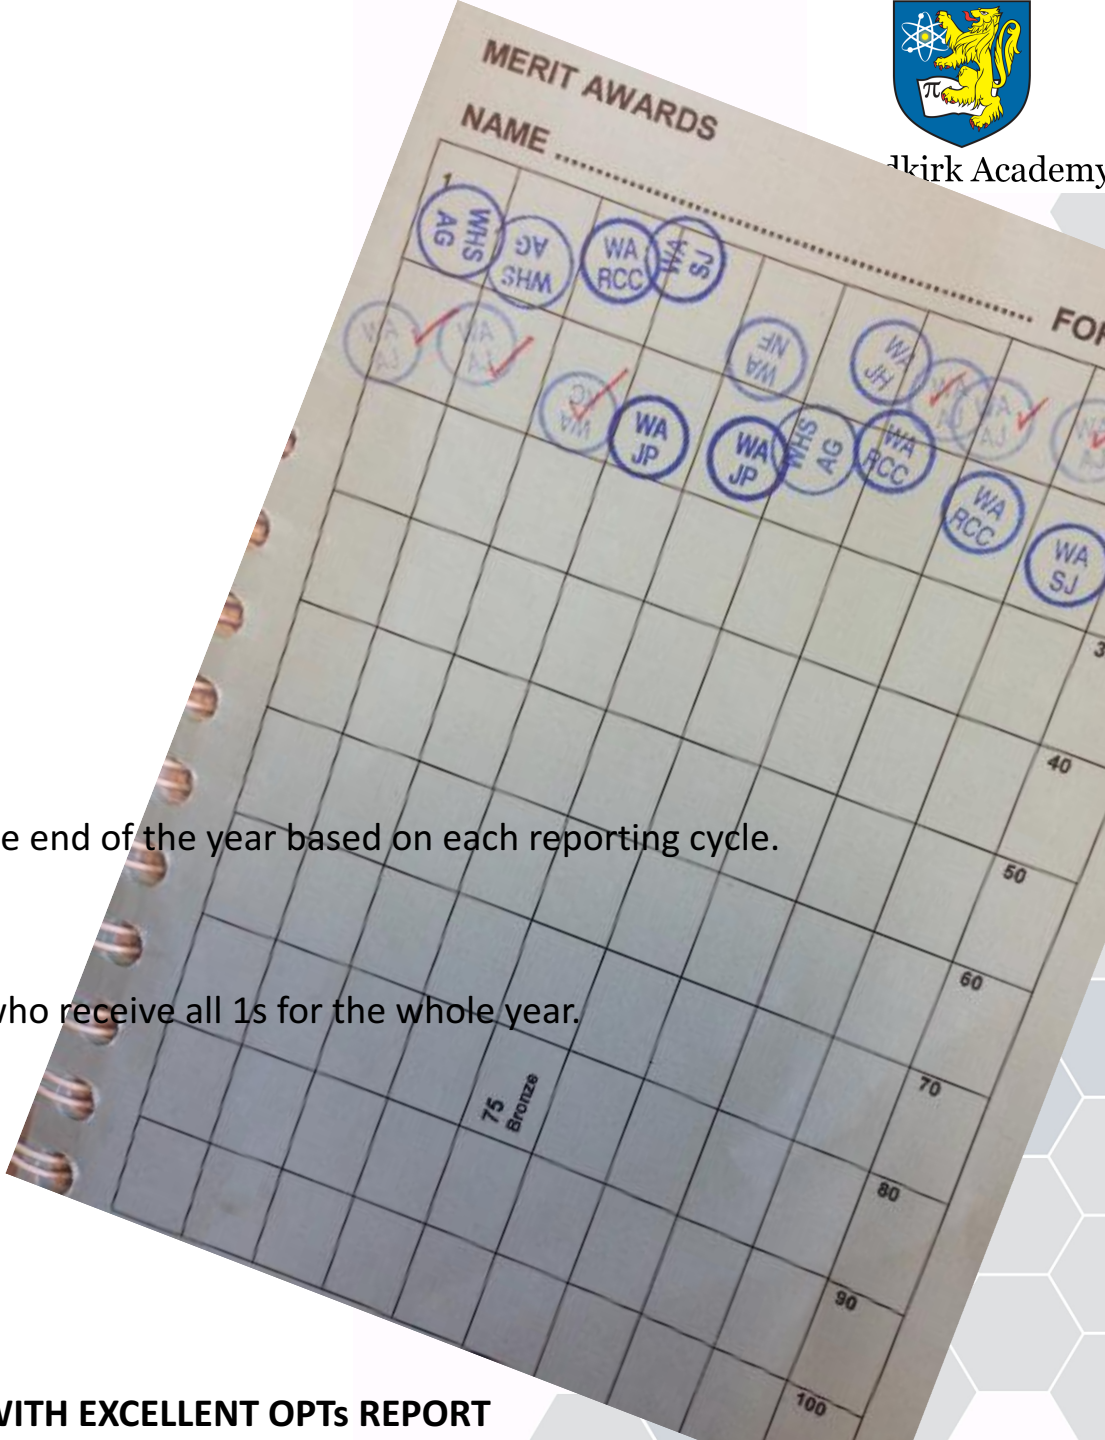 MERIT AWARDS
NAME
FOR
dkirk Academy
π
1
WHS
AG
WHS
AG
WA
RCC
WA
SJ
WA
NF
WA
JH
WA
AJ
WA
JP
WA
JP
WHS
AG
WA
RCC
WA
RCC
WA
SJ
3
40
e end of the year based on each reporting cycle.
50
60
who receive all 1s for the whole year.
70
75
Bronze
80
90
100
WITH EXCELLENT OPTs REPORT